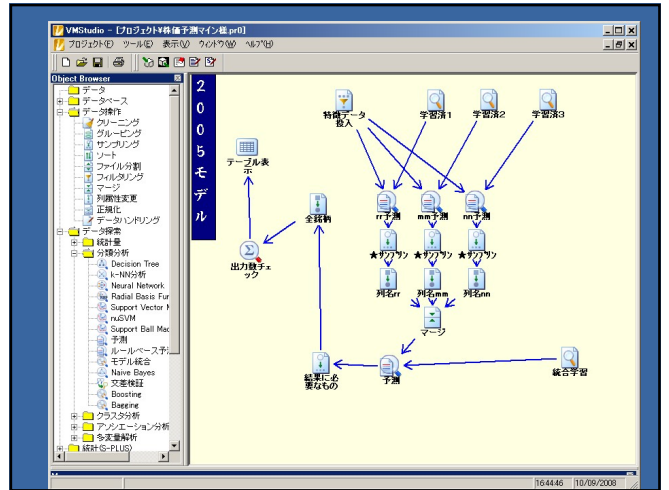 VMStudio - [プロジェクト¥株価予測マイン様.pr0]
プロジェクト(F) ツール(E) 表示(V) ウィンドウ(W) ヘルプ(H)
Object Browser
データ
データベース
データ操作
クリーニング
グルーピング
サンプリング
ソート
ファイル分割
フィルタリング
マージ
列属性変更
正規化
データハンドリング
データ探索
統計量
分類分析
Decision Tree
k-NN分析
Neural Network
Radial Basis Fur
Support Vector M
nuSVM
Support Ball Mac
予測
ルールベース予
モデル統合
Naive Bayes
交差検証
Boosting
Bagging
クラスタ分析
アソシエーション分析
多変量解析
統計(S-PLUS)
2005モデル
特徴データ投入
学習済1
学習済2
学習済3
テーブル表示
rr予測
mm予測
nn予測
全銘柄
★サンプリン
★サンプリン
★サンプリン
出力数チェック
列名rr
列名mm
列名nn
マージ
結果に必要なもの
予測
統合学習
16:44:46
10/09/2008